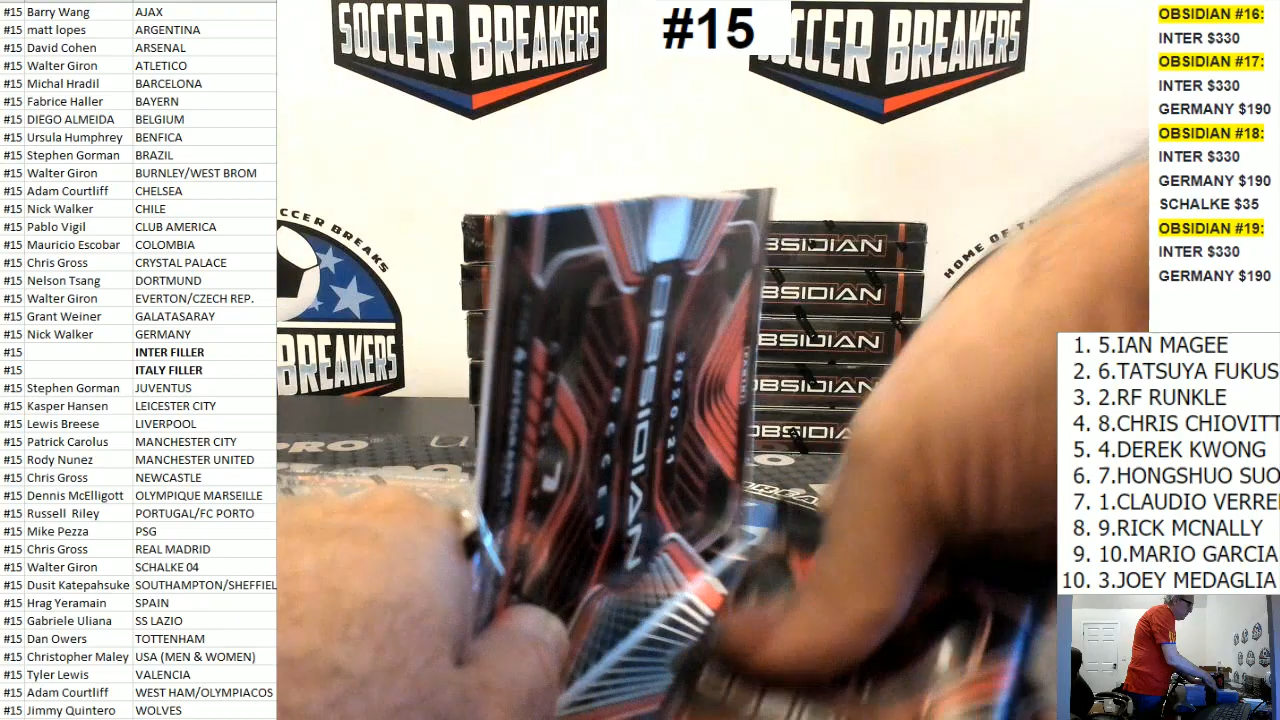 #15 Barry Wang AJAX
#15 matt lopes ARGENTINA
#15 David Cohen ARSENAL
#15 Walter Giron ATLETICO
#15 Michal Hradil BARCELONA
#15 Fabrice Haller BAYERN
#15 DIEGO ALMEIDA BELGIUM
#15 Ursula Humphrey BENFICA
#15 Stephen Gorman BRAZIL
#15 Walter Giron BURNLEY/WEST BROM
#15 Adam Courtliff CHELSEA
#15 Nick Walker CHILE
#15 Pablo Vigil CLUB AMERICA
#15 Mauricio Escobar COLOMBIA
#15 Chris Gross CRYSTAL PALACE
#15 Nelson Tsang DORTMUND
#15 Walter Giron EVERTON/CZECH REP.
#15 Grant Weiner GALATASARAY
#15 Nick Walker GERMANY
#15 INTER FILLER
#15 ITALY FILLER
#15 Stephen Gorman JUVENTUS
#15 Kasper Hansen LEICESTER CITY
#15 Lewis Breese LIVERPOOL
#15 Patrick Garolus MANCHESTER CITY
#15 Rody Nunez MANCHESTER UNITED
#15 Chris Gross NEWCASTLE
#15 Dennis McElligott OLYMPIQUE MARSEILLE
#15 Russell Riley PORTUGAL/FC PORTO
#15 Mike Pezza PSG
#15 Chris Gross REAL MADRID
#15 Walter Giron SCHALKE 04
#15 Dusit Katepahsuke SOUTHAMPTON/SHEFFIEL
#15 Hrag Yeramain SPAIN
#15 Gabriele Uliana SS LAZIO
#15 Dan Owers TOTTENHAM
#15 Christopher Maley USA (MEN & WOMEN)
#15 Tyler Lewis VALENCIA
#15 Adam Courtliff WEST HAM/OLYMPIACOS
#15 Jimmy Quintero WOLVES
#15
SOCCER BREAKERS
CCER BREAKERS
CCER BREAKS
BREAKERS
HOME OF TH
OBSIDIAN
BSIDIAN
BSIDIAN
BSIDIAN
OBSIDIAN
OBSIDIAN
2020-21
SOCCER
OBSIDIAN #16:
INTER $330
OBSIDIAN #17:
INTER $330
GERMANY $190
OBSIDIAN #18:
INTER $330
GERMANY $190
SCHALKE $35
OBSIDIAN #19:
INTER $330
GERMANY $190
1. 5.IAN MAGEE
2. 6.TATSUYA FUKUS
3. 2.RF RUNKLE
4. 8.CHRIS CHIOVITT
5. 4.DEREK KWONG
6. 7.HONGSHUO SUO
7. 1.CLAUDIO VERRE
8. 9.RICK MCNALLY
9. 10.MARIO GARCIA
10. 3.JOEY MEDAGLIA